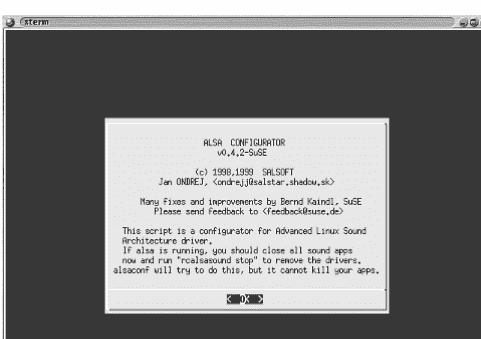 xterm
ALSA CONFIGURATOR
v0.4.2-SuSE
(c) 1998,1999 SALSOFT
Jan ONDREJ, <ondrejj@salstar.shadow.sk>
Many fixes and improvements by Bernd Kaindl, SuSE
Please send feedback to <feedback@suse.de>
This script is a configurator for Advanced Linux Sound
Architecture driver.
If alsa is running, you should close all sound apps
now and run "rcalsasound stop" to remove the drivers.
alsaconf will try to do this, but it cannot kill your apps.
< OK >